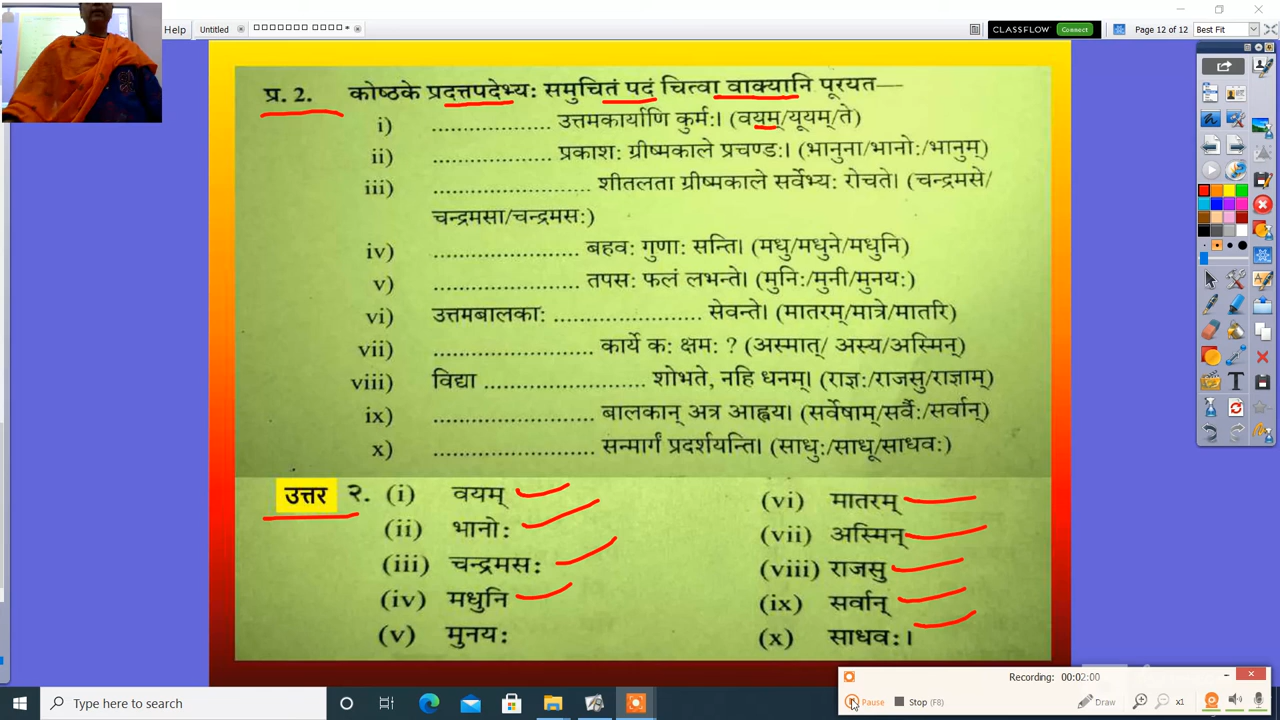 Help
Untitled
CLASSFLOW Connect
Page 12 of 12
Best Fit
प्र. 2. कोष्ठके प्रदत्तपदेभ्यः समुचितं पदं चित्वा वाक्यानि पूरयत—
i) .................... उत्तमकार्याणि कुर्मः। (वयम्/यूयम्/ते)
ii) .................... प्रकाशः ग्रीष्मकाले प्रचण्डः। (भानुना/भानोः/भानुम्)
iii) .......................... शीतलता ग्रीष्मकाले सर्वेभ्यः रोचते। (चन्द्रमसे/
चन्द्रमसा/चन्द्रमसः)
iv) ........................ बहवः गुणाः सन्ति। (मधु/मधुने/मधुनि)
v) ........................ तपसः फलं लभन्ते। (मुनिः/मुनी/मुनयः)
vi) उत्तमबालकाः ........................ सेवन्ते। (मातरम्/मात्रे/मातरि)
vii) .......................... कार्ये कः क्षमः ? (अस्मात्/ अस्य/अस्मिन्)
viii) विद्या .......................... शोभते, नहि धनम्। (राज्ञः/राजसु/राज्ञाम्)
ix) .......................... बालकान् अत्र आह्वय। (सर्वेषाम्/सर्वैः/सर्वान्)
x) .......................... सन्मार्गं प्रदर्शयन्ति। (साधुः/साधू/साधवः)
उत्तर २. (i) वयम् (vi) मातरम्
(ii) भानोः (vii) अस्मिन्
(iii) चन्द्रमसः (viii) राजसु
(iv) मधुनि (ix) सर्वान्
(v) मुनयः (x) साधवः।
Recording: 00:02:00
Pause Stop (F8) Draw x1
Type here to search